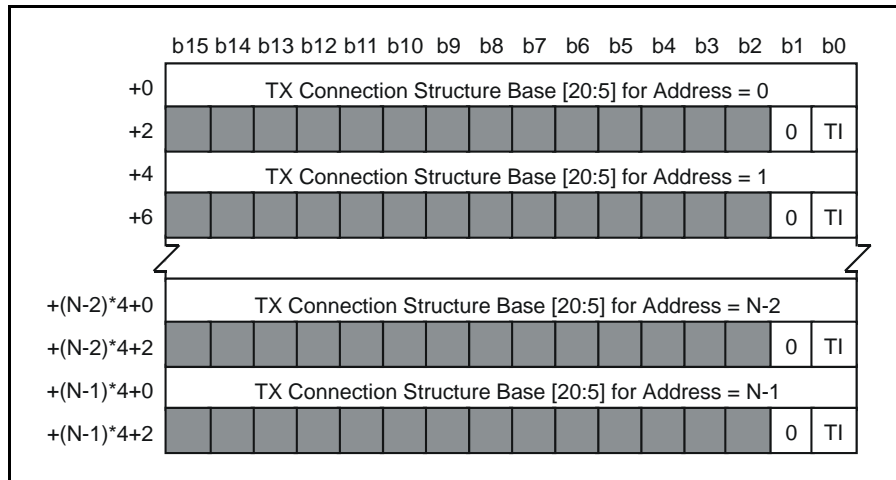 b15 b14 b13 b12 b11 b10 b9 b8 b7 b6 b5 b4 b3 b2 b1 b0
+0 TX Connection Structure Base [20:5] for Address = 0
+2 0 TI
+4 TX Connection Structure Base [20:5] for Address = 1
+6 0 TI
+(N-2)*4+0 TX Connection Structure Base [20:5] for Address = N-2
+(N-2)*4+2 0 TI
+(N-1)*4+0 TX Connection Structure Base [20:5] for Address = N-1
+(N-1)*4+2 0 TI